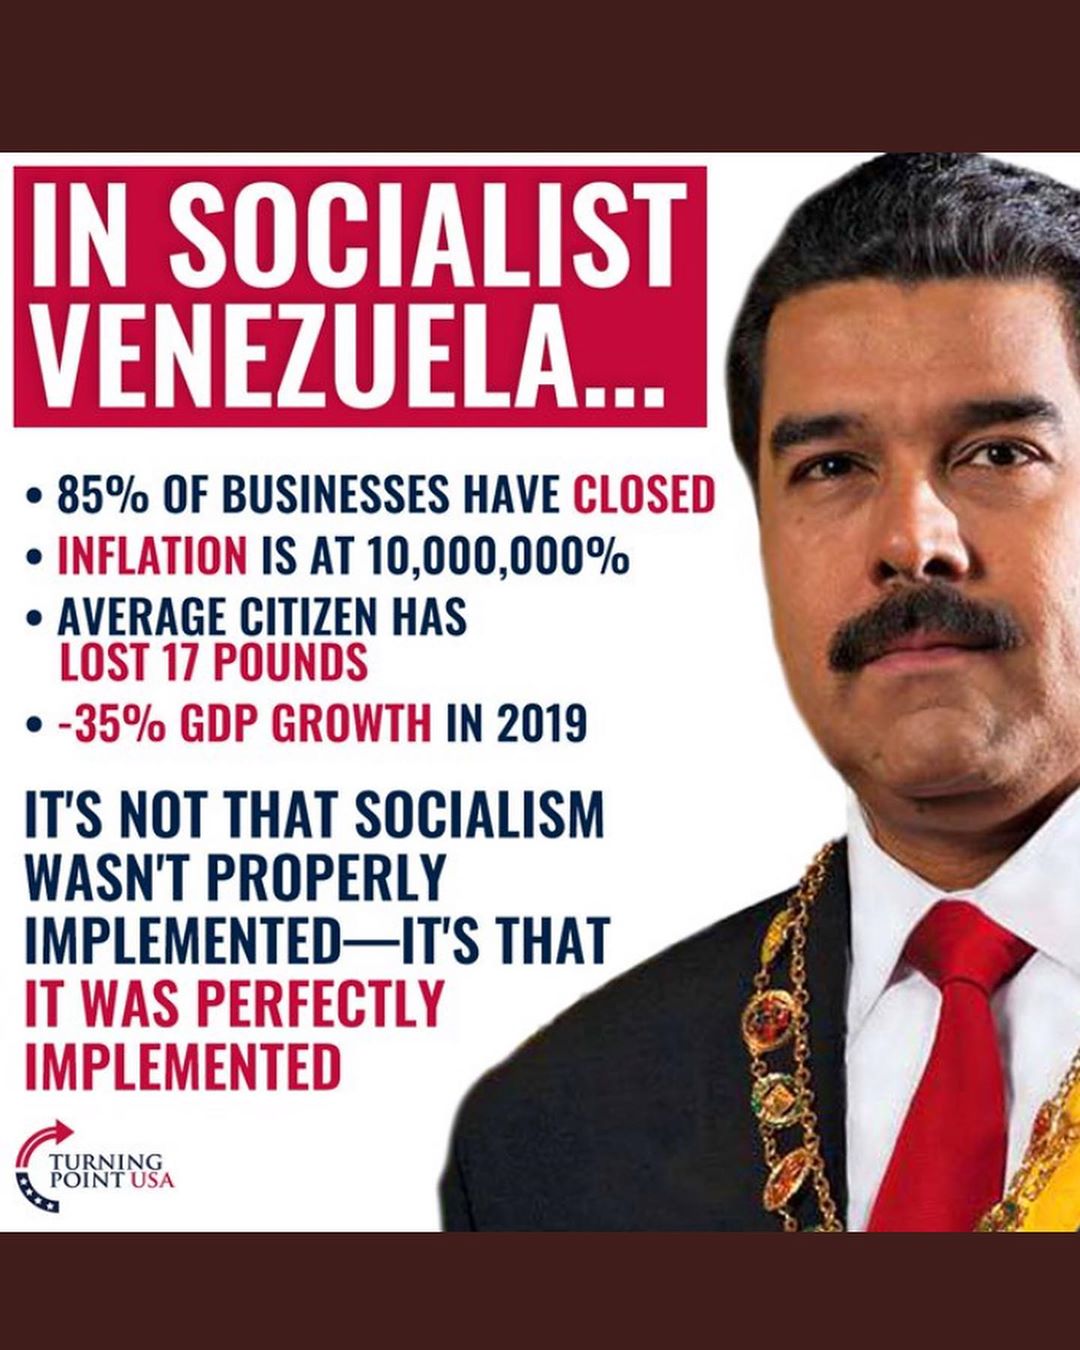 IN SOCIALIST
VENEZUELA...
• 85% OF BUSINESSES HAVE CLOSED
• INFLATION IS AT 10,000,000%
• AVERAGE CITIZEN HAS
LOST 17 POUNDS
• -35% GDP GROWTH IN 2019
IT'S NOT THAT SOCIALISM
WASN'T PROPERLY
IMPLEMENTED—IT'S THAT
IT WAS PERFECTLY
IMPLEMENTED
TURNING
POINT USA